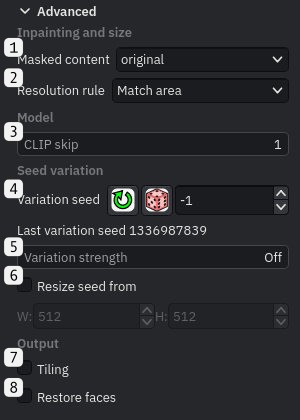 Advanced
Inpainting and size
1
Masked content original
2
Resolution rule Match area
Model
3
CLIP skip 1
Seed variation
4
Variation seed -1
Last variation seed 1336987839
5
Variation strength Off
6
Resize seed from
W: 512 H: 512
Output
7
Tiling
8
Restore faces